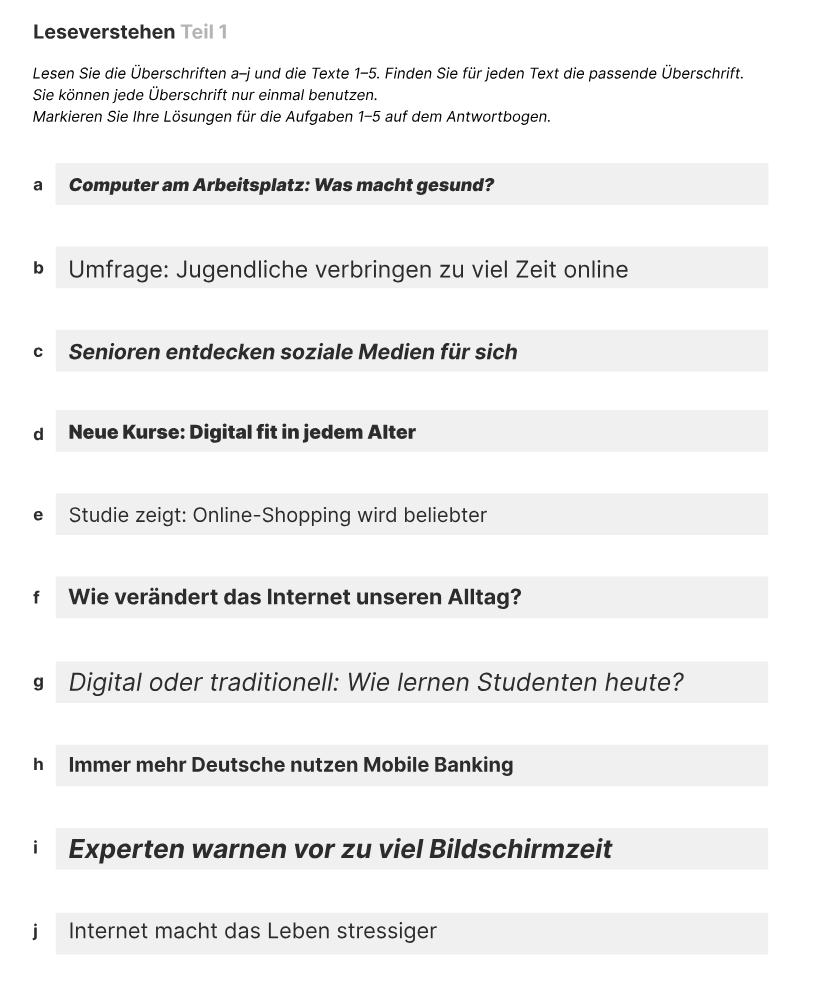 Leseverstehen Teil 1
Lesen Sie die Überschriften a–j und die Texte 1–5. Finden Sie für jeden Text die passende Überschrift.
Sie können jede Überschrift nur einmal benutzen.
Markieren Sie Ihre Lösungen für die Aufgaben 1–5 auf dem Antwortbogen.
a Computer am Arbeitsplatz: Was macht gesund?
b Umfrage: Jugendliche verbringen zu viel Zeit online
c Senioren entdecken soziale Medien für sich
d Neue Kurse: Digital fit in jedem Alter
e Studie zeigt: Online-Shopping wird beliebter
f Wie verändert das Internet unseren Alltag?
g Digital oder traditionell: Wie lernen Studenten heute?
h Immer mehr Deutsche nutzen Mobile Banking
i Experten warnen vor zu viel Bildschirmzeit
j Internet macht das Leben stressiger